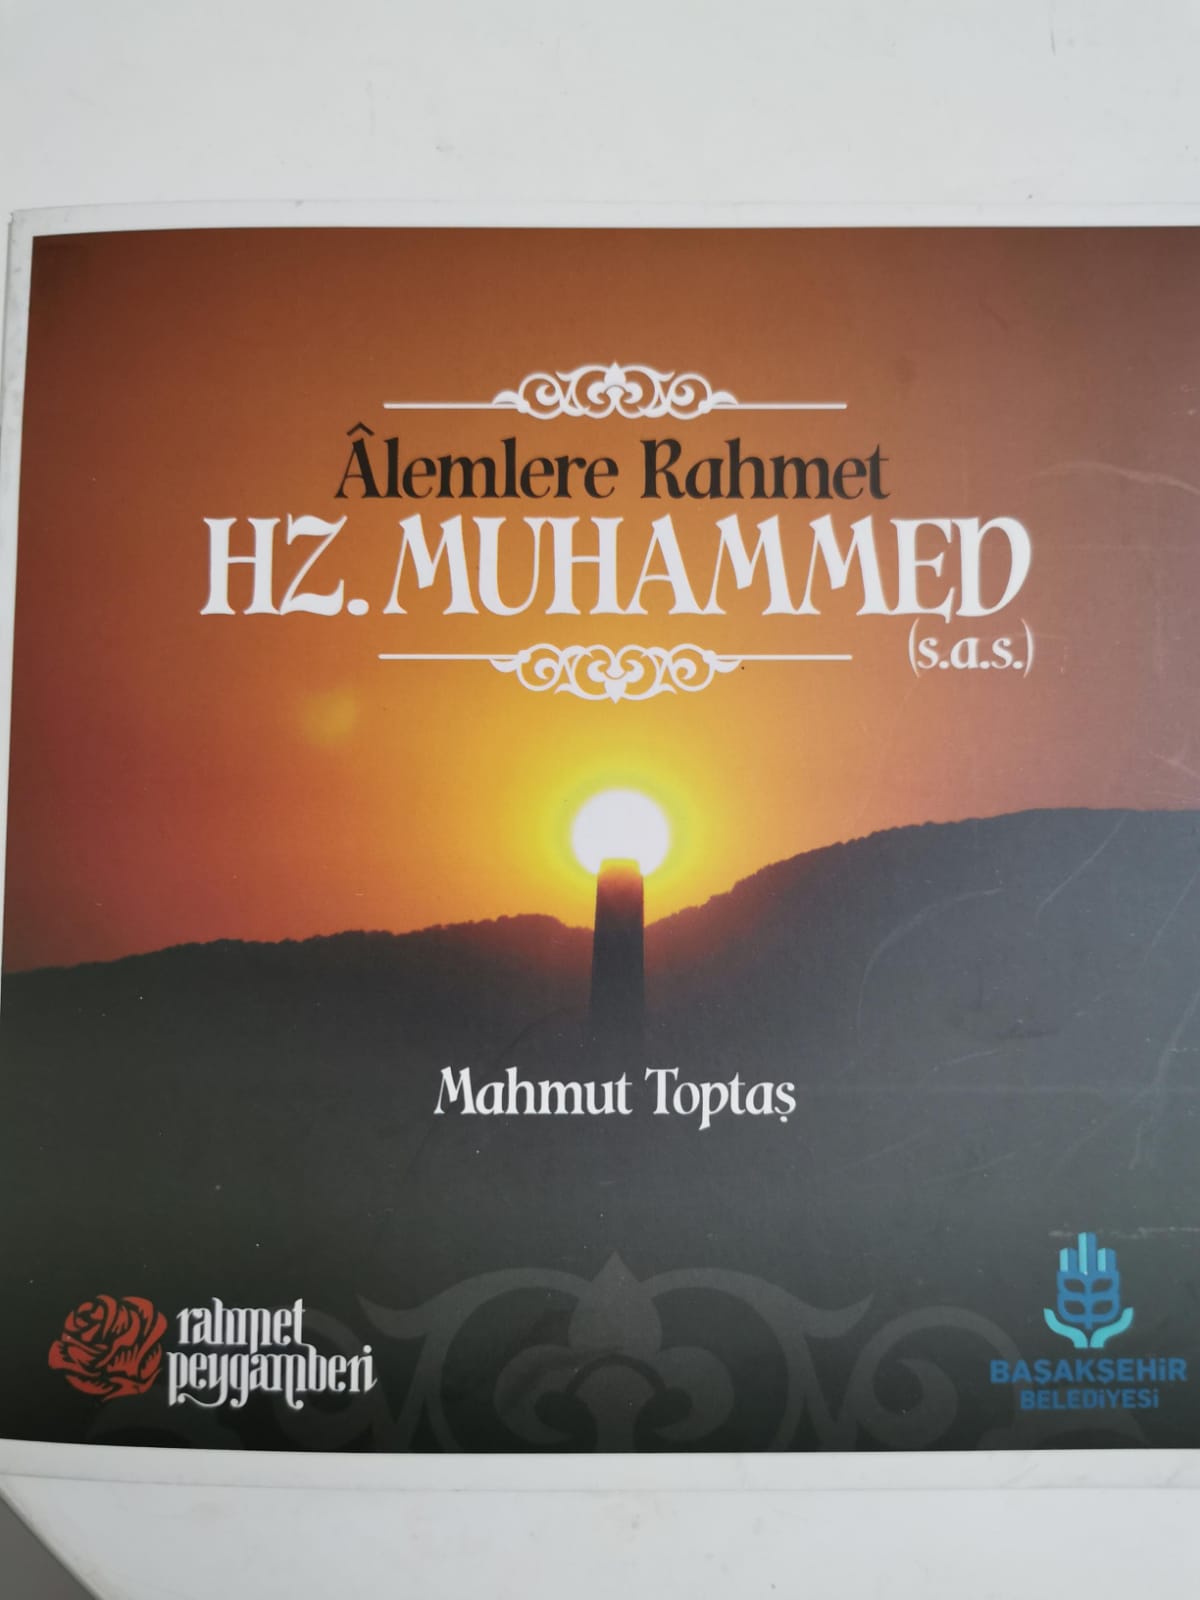 Âlemlere Rahmet
HZ. MUHAMMED
(s.a.s.)
Mahmut Toptaş
rahmet
peygamberi
BAŞAKŞEHİR
BELEDİYESİ